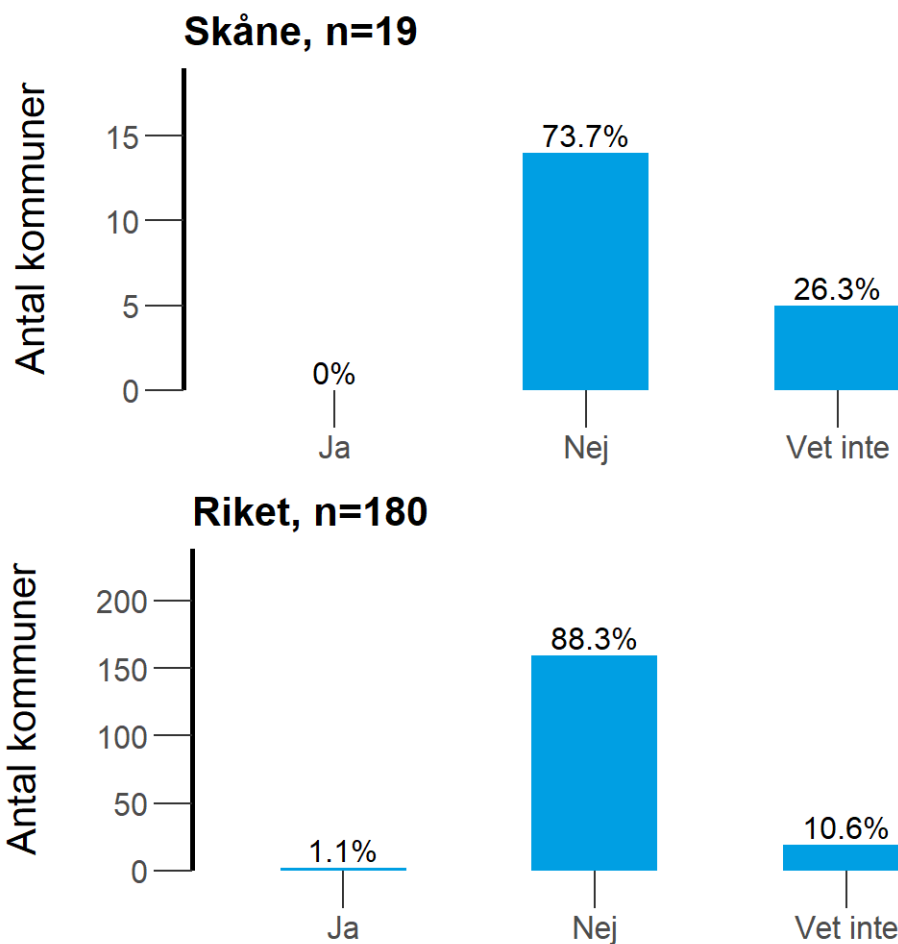 Skåne, n=19
Antal kommuner
15
10
5
0
0%
73.7%
26.3%
Ja
Nej
Vet inte
Riket, n=180
Antal kommuner
200
150
100
50
0
1.1%
88.3%
10.6%
Ja
Nej
Vet inte